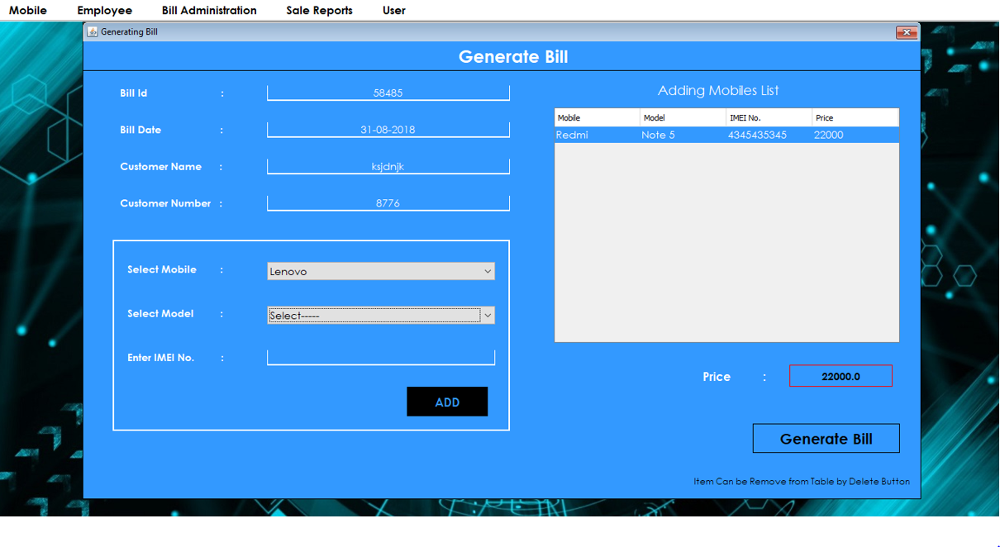 Mobile Employee Bill Administration Sale Reports User
Generating Bill
Generate Bill
Bill Id : 58485
Bill Date : 31-08-2018
Customer Name : ksjdnjk
Customer Number : 8776
Select Mobile : Lenovo
Select Model : Select-----
Enter IMEI No. :
ADD
Adding Mobiles List
Mobile Model IMEI No. Price
Redmi Note 5 4345435345 22000
Price : 22000.0
Generate Bill
Item Can be Remove from Table by Delete Button